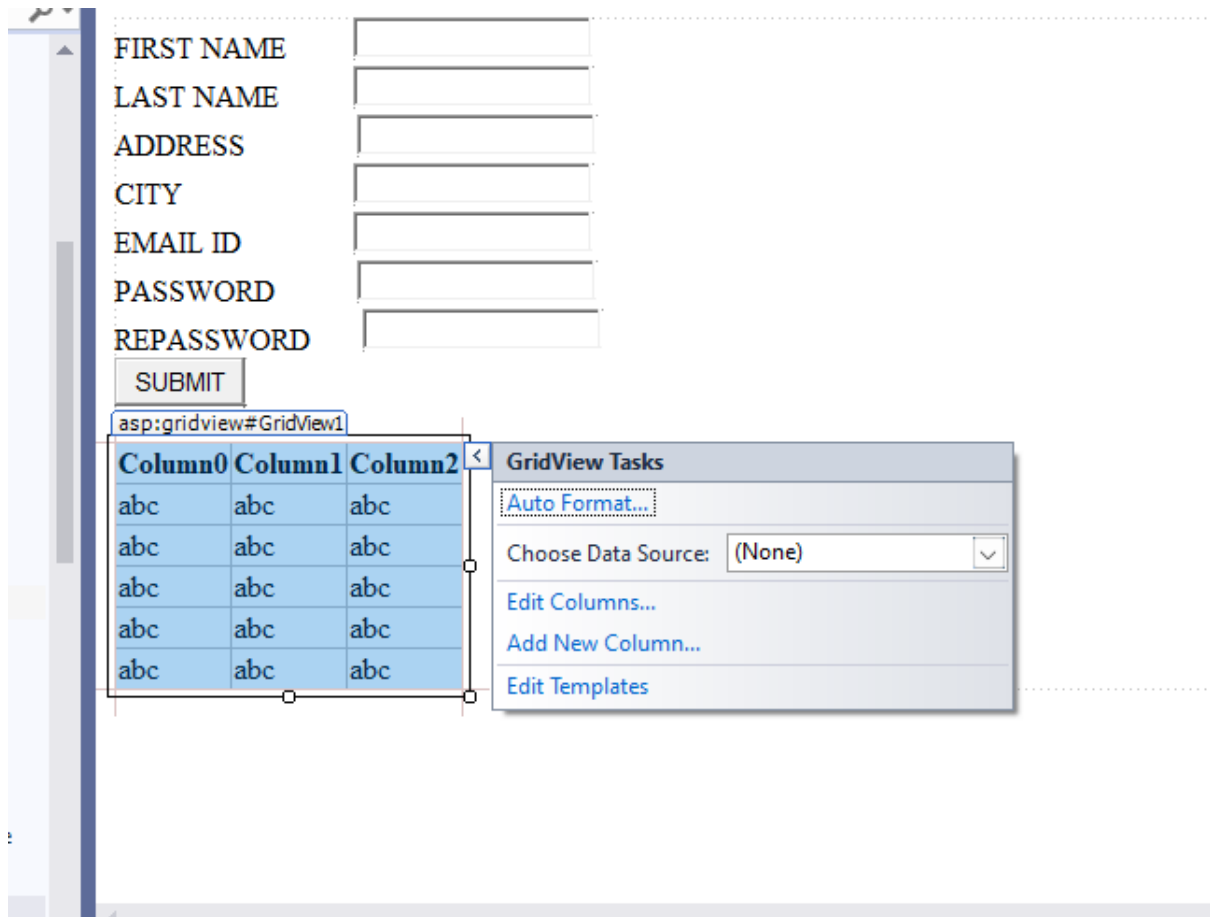 FIRST NAME
LAST NAME
ADDRESS
CITY
EMAIL ID
PASSWORD
REPASSWORD
SUBMIT
asp:gridview#GridView1
Column0 Column1 Column2
abc abc abc
abc abc abc
abc abc abc
abc abc abc
abc abc abc
GridView Tasks
Auto Format...
Choose Data Source: (None)
Edit Columns...
Add New Column...
Edit Templates